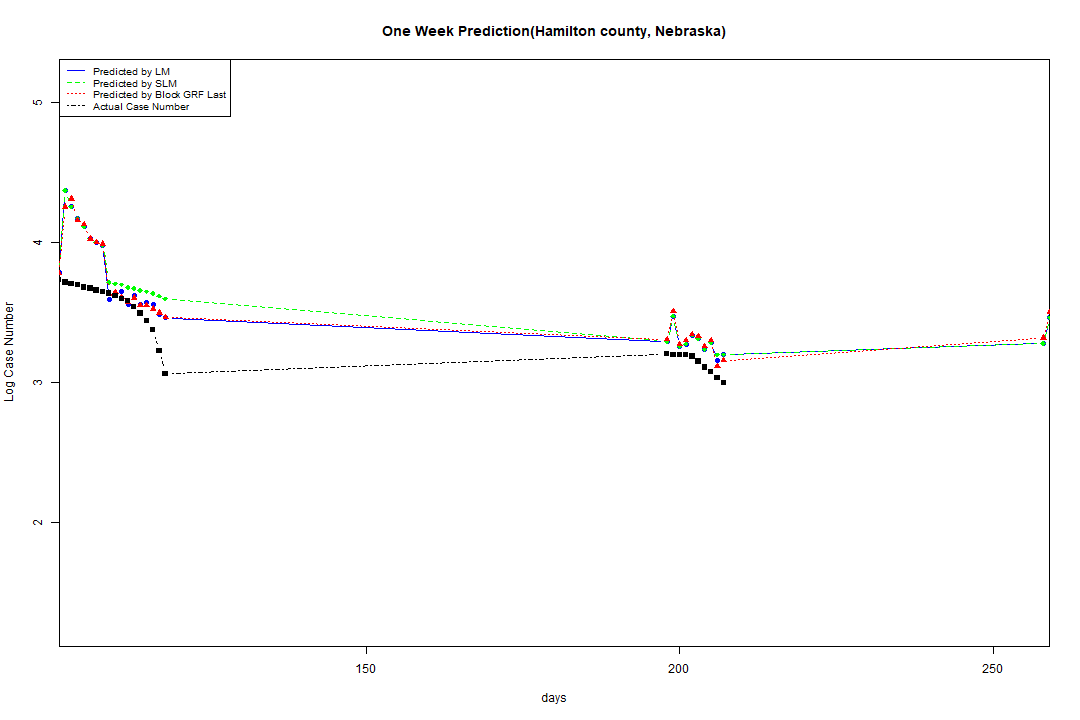 One Week Prediction(Hamilton county, Nebraska)
Predicted by LM
Predicted by SLM
Predicted by Block GRF Last
Actual Case Number
5
4
3
2
Log Case Number
150 200 250
days